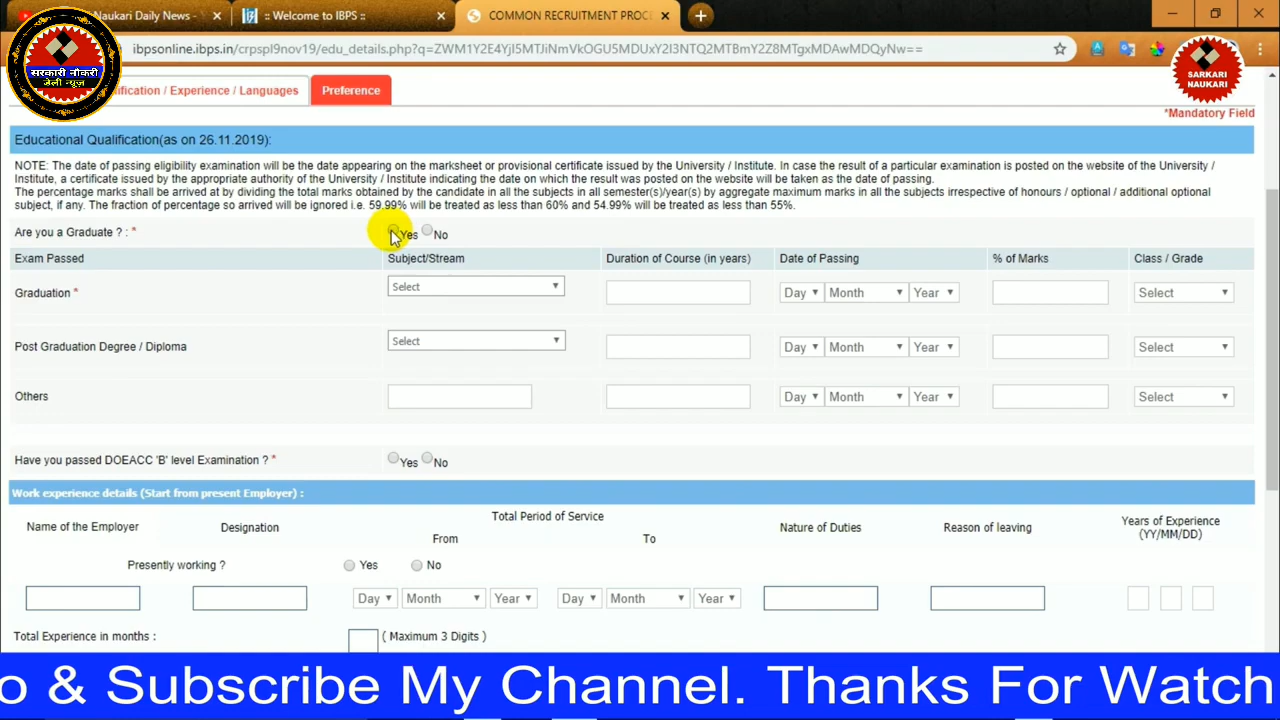 Naukari Daily News -
:: Welcome to IBPS ::
COMMON RECRUITMENT PROC
ibpsonline.ibps.in/crpspl9nov19/edu_details.php?q=ZWM1Y2E4YjI5MTJiNmVkOGU5MDUxY2I3NTQ2MTBmY2Z8MTgxMDAwMDQyNw==
सरकारी नौकरी
डेली न्यूज़
SARKARI
NAUKARI
ification / Experience / Languages
Preference
*Mandatory Field
Educational Qualification(as on 26.11.2019):
NOTE: The date of passing eligibility examination will be the date appearing on the marksheet or provisional certificate issued by the University / Institute. In case the result of a particular examination is posted on the website of the University /
Institute, a certificate issued by the appropriate authority of the University / Institute indicating the date on which the result was posted on the website will be taken as the date of passing.
The percentage marks shall be arrived at by dividing the total marks obtained by the candidate in all the subjects in all semester(s)/year(s) by aggregate maximum marks in all the subjects irrespective of honours / optional / additional optional
subject, if any. The fraction of percentage so arrived will be ignored i.e. 59.99% will be treated as less than 60% and 54.99% will be treated as less than 55%.
Are you a Graduate ? : * Yes No
Exam Passed Subject/Stream Duration of Course (in years) Date of Passing % of Marks Class / Grade
Graduation * Select Day Month Year Select
Post Graduation Degree / Diploma Select Day Month Year Select
Others Day Month Year Select
Have you passed DOEACC 'B' level Examination ? * Yes No
Work experience details (Start from present Employer) :
Name of the Employer Designation Total Period of Service Nature of Duties Reason of leaving Years of Experience
From To (YY/MM/DD)
Presently working ? Yes No
Day Month Year Day Month Year
Total Experience in months : ( Maximum 3 Digits )
o & Subscribe My Channel. Thanks For Watch